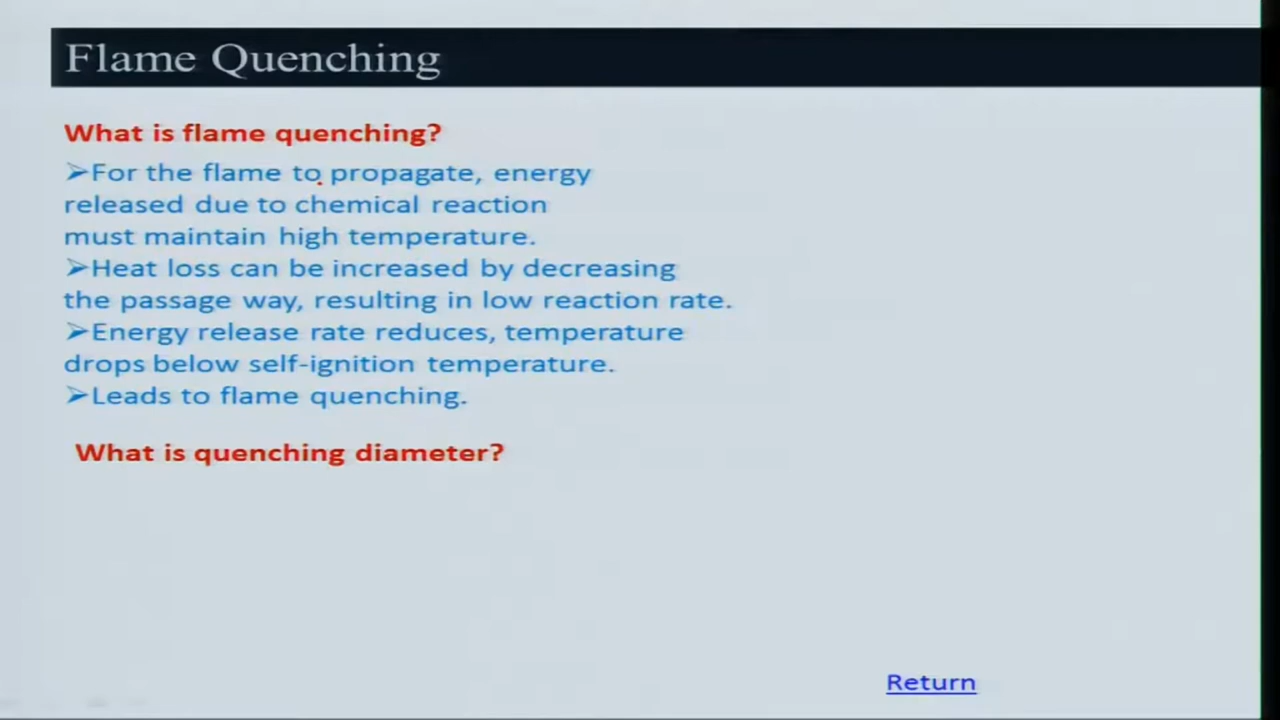 Flame Quenching
What is flame quenching?
➢For the flame to propagate, energy
released due to chemical reaction
must maintain high temperature.
➢Heat loss can be increased by decreasing
the passage way, resulting in low reaction rate.
➢Energy release rate reduces, temperature
drops below self-ignition temperature.
➢Leads to flame quenching.
What is quenching diameter?
Return